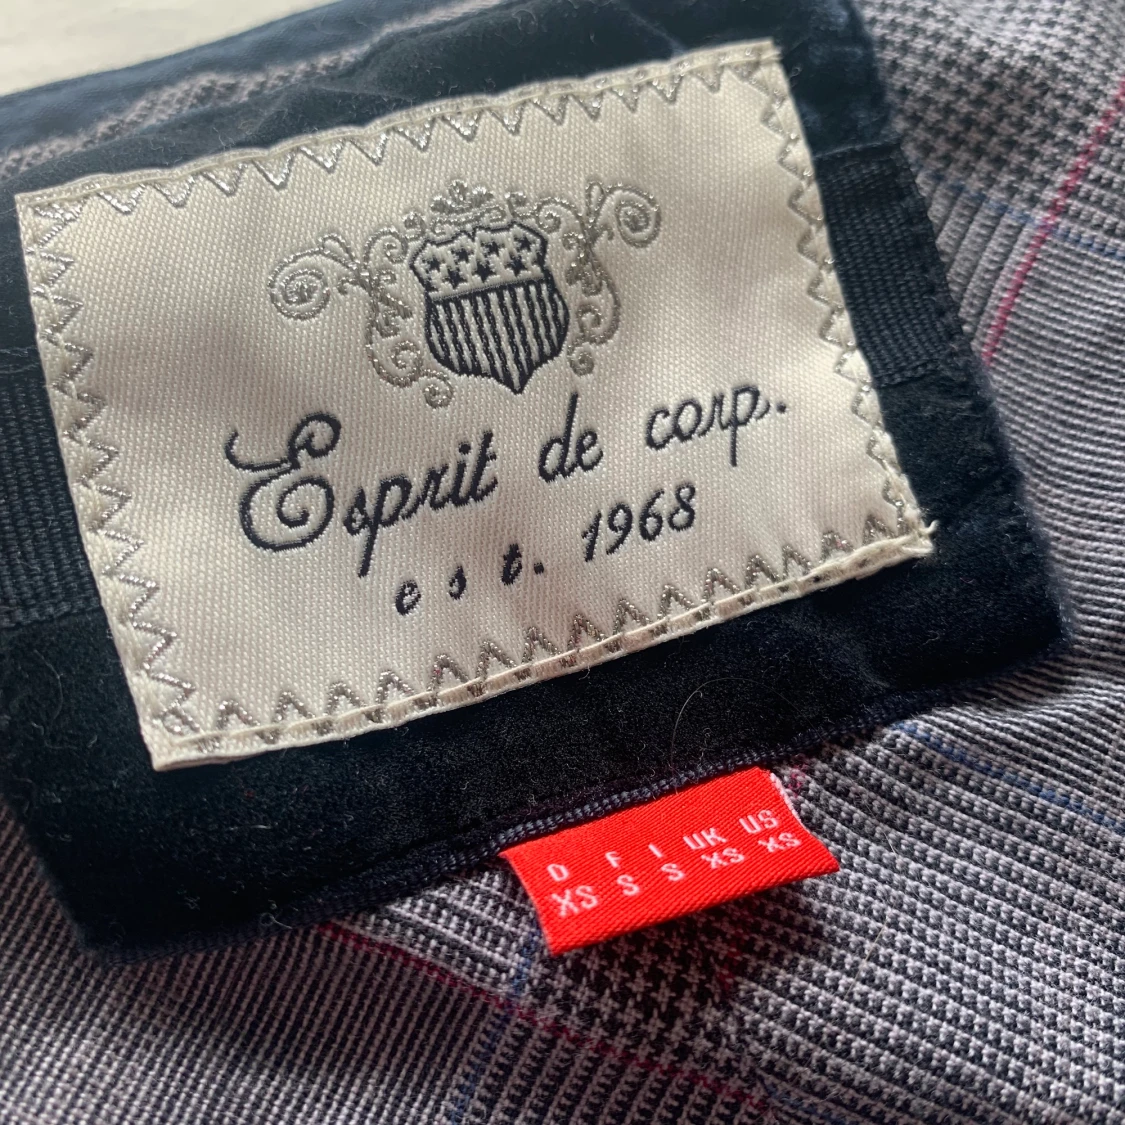 Esprit de corp.
est. 1968
D F I UK US
XS S S XS XS